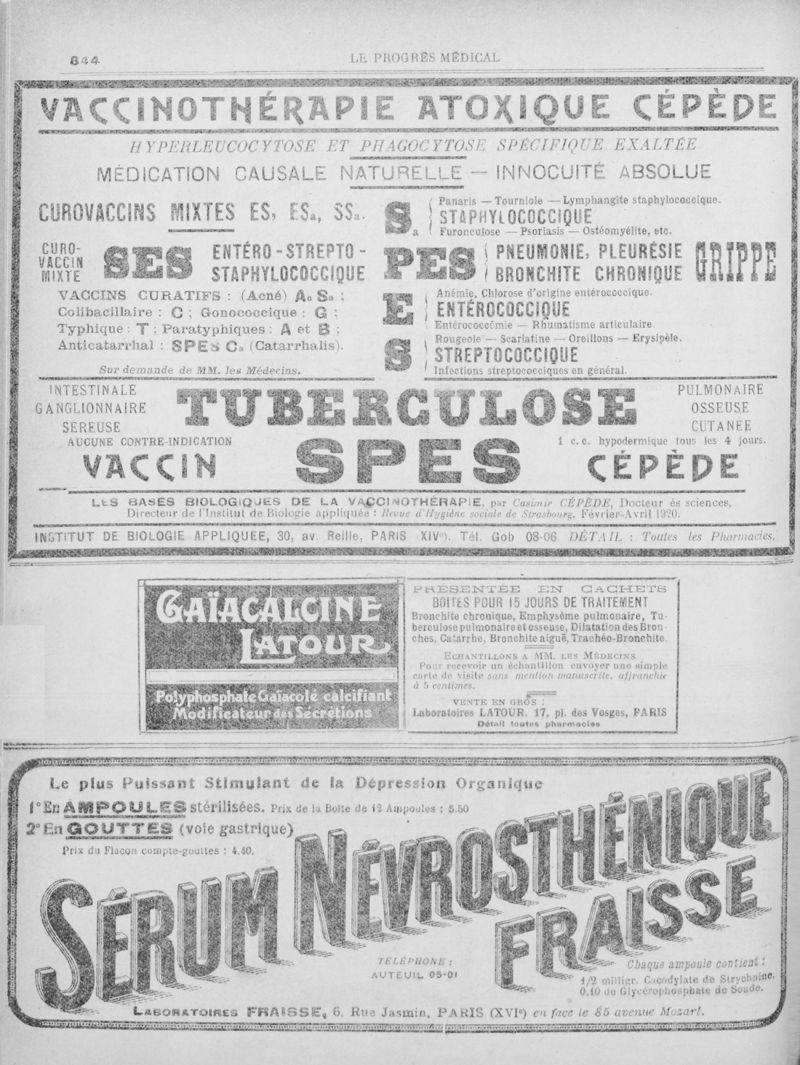 844
LE PROGRÈS MÉDICAL
VACCINOTHÉRAPIE ATOXIQUE CÉPÈDE
HYPERLEUCOCYTOSE ET PHAGOCYTOSE SPÉCIFIQUE EXALTÉE
MÉDICATION CAUSALE NATURELLE — INNOCUITÉ ABSOLUE
CUROVACCINS MIXTES ES, ESa, SSa.
CURO-
VACCIN
MIXTE
SES
ENTÉRO-STREPTO-
STAPHYLOCOCCIQUE
VACCINS CURATIFS : (Acné) Ac Sa ;
Colibacillaire : C ; Gonococcique : G ;
Typhique : T ; Paratyphiques : A et B ;
Anticatarrhal : SPES Ca (Catarrhalis).
Sur demande de MM. les Médecins.
Sa
Panaris — Tourniole — Lymphangite staphylococcique.
STAPHYLOCOCCIQUE
Furonculose — Psoriasis — Ostéomyélite, etc.
PES
PNEUMONIE, PLEURÉSIE
BRONCHITE CHRONIQUE
GRIPPE
E
Anémie, Chlorose d'origine entérococcique.
ENTÉROCOCCIQUE
Entérococcémie — Rhumatisme articulaire
S
Rougeole — Scarlatine — Oreillons — Erysipèle.
STREPTOCOCCIQUE
Infections streptococciques en général.
INTESTINALE
GANGLIONNAIRE
SÉREUSE
TUBERCULOSE
PULMONAIRE
OSSEUSE
CUTANÉE
AUCUNE CONTRE-INDICATION
1 c.c. hypodermique tous les 4 jours.
VACCIN SPES CÉPÈDE
LES BASES BIOLOGIQUES DE LA VACCINOTHÉRAPIE, par Casimir CÉPÈDE, Docteur ès sciences,
Directeur de l'Institut de Biologie appliquée : Revue d'Hygiène sociale de Strasbourg, Février-Avril 1920.
INSTITUT DE BIOLOGIE APPLIQUÉE, 30, av. Reille, PARIS XIVe). Tél. Gob 08-06 DÉTAIL : Toutes les Pharmacies.
GAÏACALCINE
LATOUR
Polyphosphate Gaïacolé calcifiant
Modificateur des Sécrétions
PRÉSENTÉE EN CACHETS
BOITES POUR 15 JOURS DE TRAITEMENT
Bronchite chronique, Emphysème pulmonaire, Tu-
berculose pulmonaire et osseuse, Dilatation des Bron-
ches, Catarrhe, Bronchite aiguë, Trachéo-Bronchite.
ECHANTILLONS A MM. LES MÉDECINS
Pour recevoir un échantillon envoyer une simple
carte de visite sans mention manuscrite, affranchie
à 5 centimes.
VENTE EN GROS :
Laboratoires LATOUR, 17, pl. des Vosges, PARIS
Détail toutes pharmacies
Le plus Puissant Stimulant de la Dépression Organique
1° En AMPOULES stérilisées. Prix de la Boîte de 12 Ampoules : 5.50
2° En GOUTTES (voie gastrique)
Prix du Flacon compte-gouttes : 4.40.
SÉRUM NÉVROSTHÉNIQUE
FRAISSE
TÉLÉPHONE :
AUTEUIL 05-01
Chaque ampoule contient :
1/2 milligr. Cacodylate de Strychnine.
0,10 du Glycérophosphate de Soude.
LABORATOIRES FRAISSE, 6, Rue Jasmin, PARIS (XVIe) en face le 85 avenue Mozart.